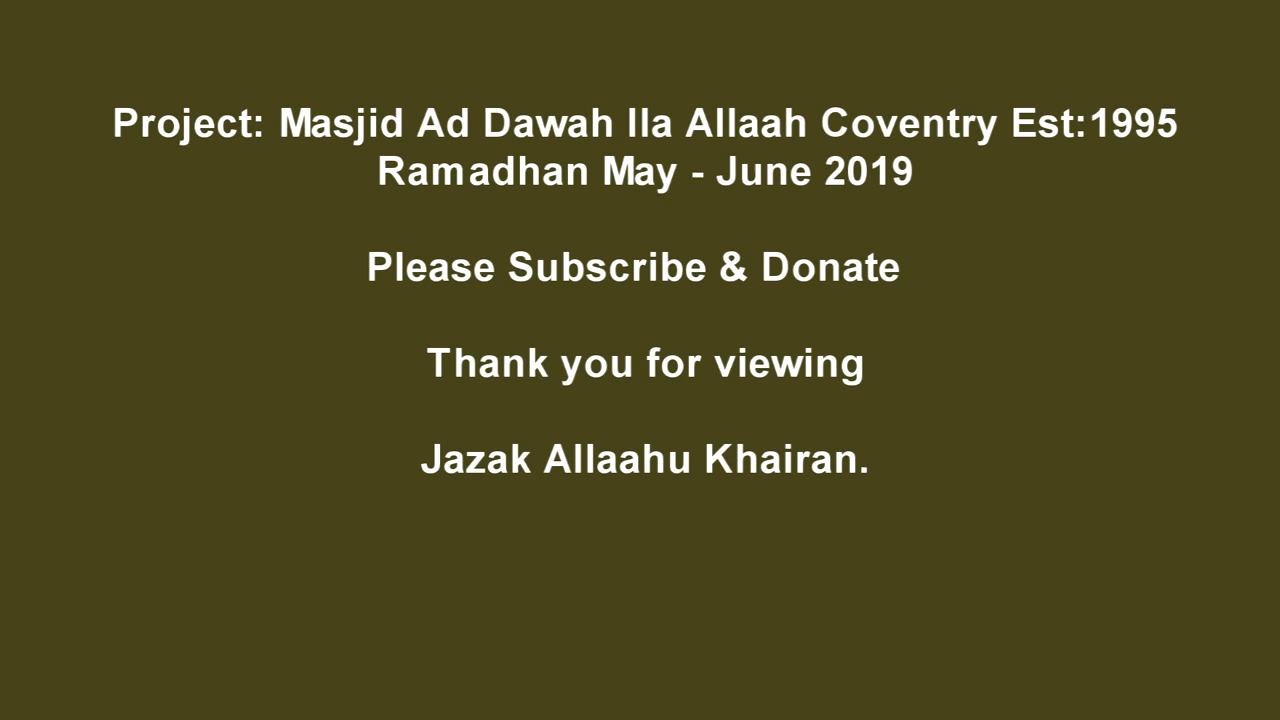 Project: Masjid Ad Dawah Ila Allaah Coventry Est:1995
Ramadhan May - June 2019
Please Subscribe & Donate
Thank you for viewing
Jazak Allaahu Khairan.